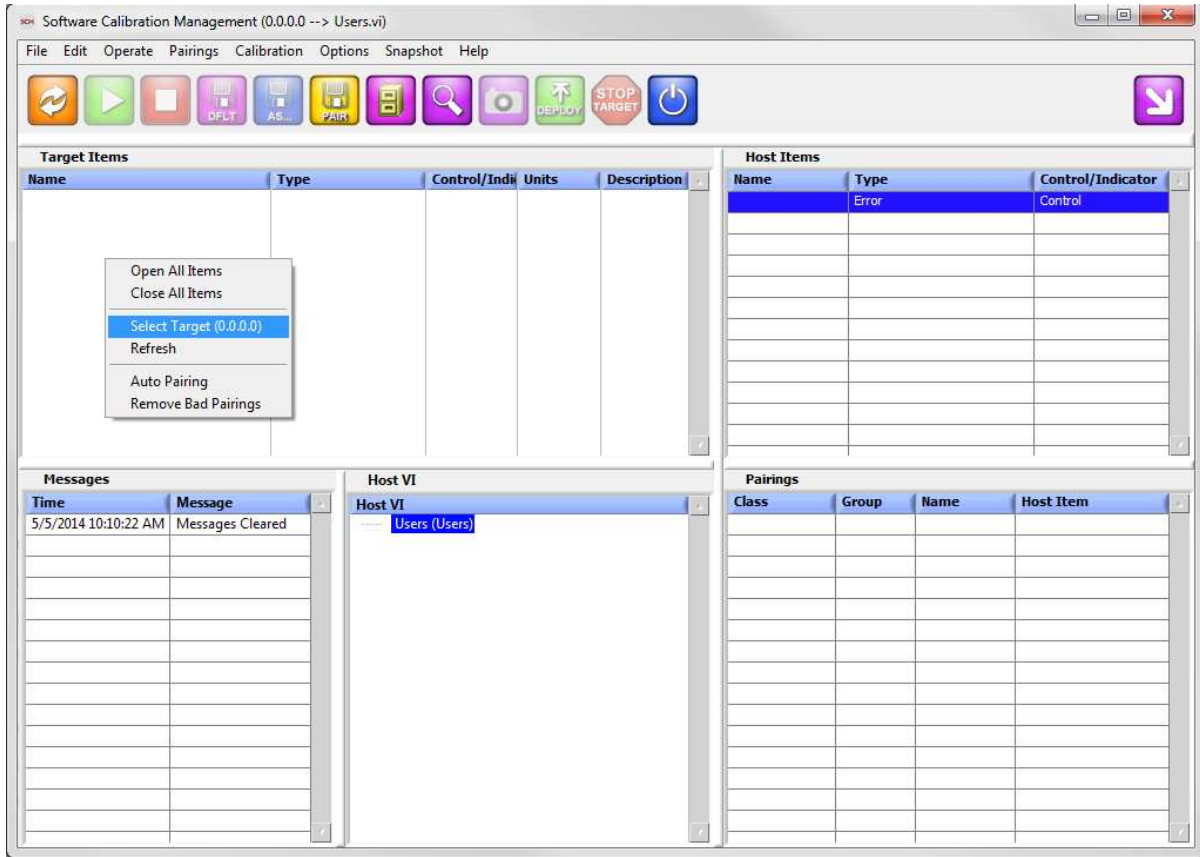 SCM Software Calibration Management (0.0.0.0 --> Users.vi)
File Edit Operate Pairings Calibration Options Snapshot Help
DFLT AS... PAIR DEPLOY STOP TARGET
Target Items
Name Type Control/Indi Units Description
Open All Items
Close All Items
Select Target (0.0.0.0)
Refresh
Auto Pairing
Remove Bad Pairings
Host Items
Name Type Control/Indicator
Error Control
Messages
Time Message
5/5/2014 10:10:22 AM Messages Cleared
Host VI
Host VI
Users (Users)
Pairings
Class Group Name Host Item